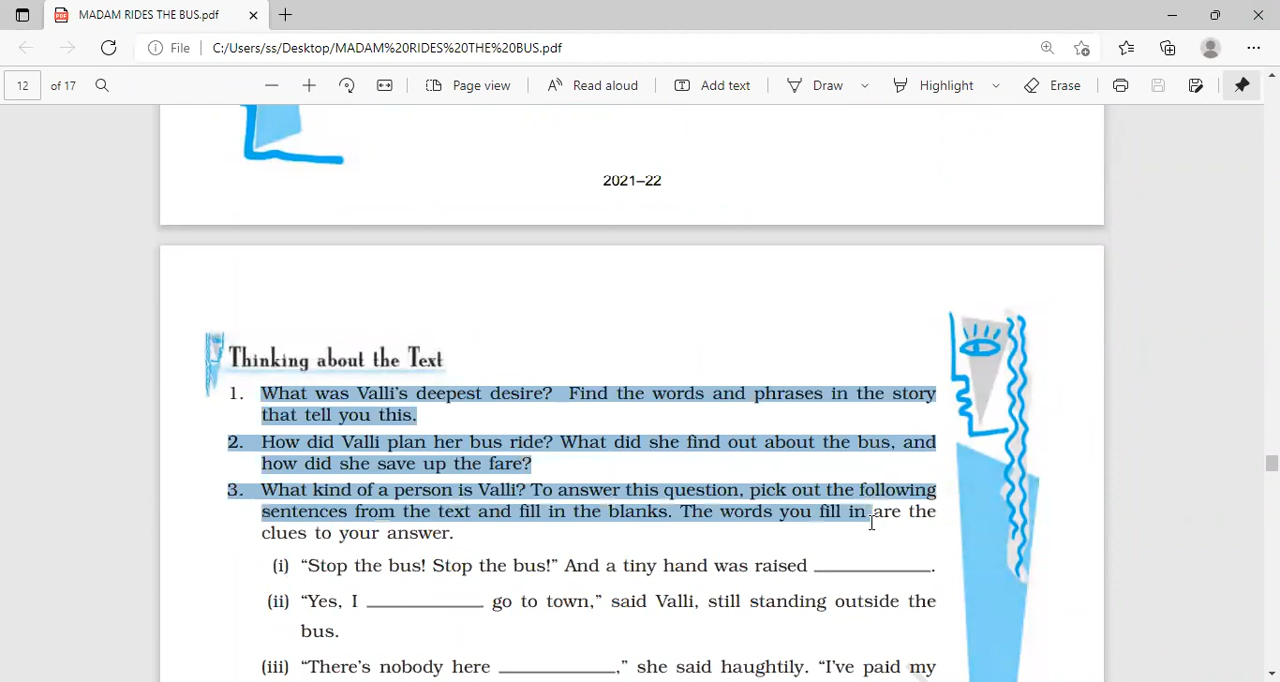 MADAM RIDES THE BUS.pdf
File C:/Users/ss/Desktop/MADAM%20RIDES%20THE%20BUS.pdf
12 of 17 Page view Read aloud Add text Draw Highlight Erase
2021–22
Thinking about the Text
1. What was Valli's deepest desire? Find the words and phrases in the story
that tell you this.
2. How did Valli plan her bus ride? What did she find out about the bus, and
how did she save up the fare?
3. What kind of a person is Valli? To answer this question, pick out the following
sentences from the text and fill in the blanks. The words you fill in are the
clues to your answer.
(i) “Stop the bus! Stop the bus!” And a tiny hand was raised ____________.
(ii) “Yes, I ____________ go to town,” said Valli, still standing outside the
bus.
(iii) “There's nobody here ____________,” she said haughtily. “I've paid my